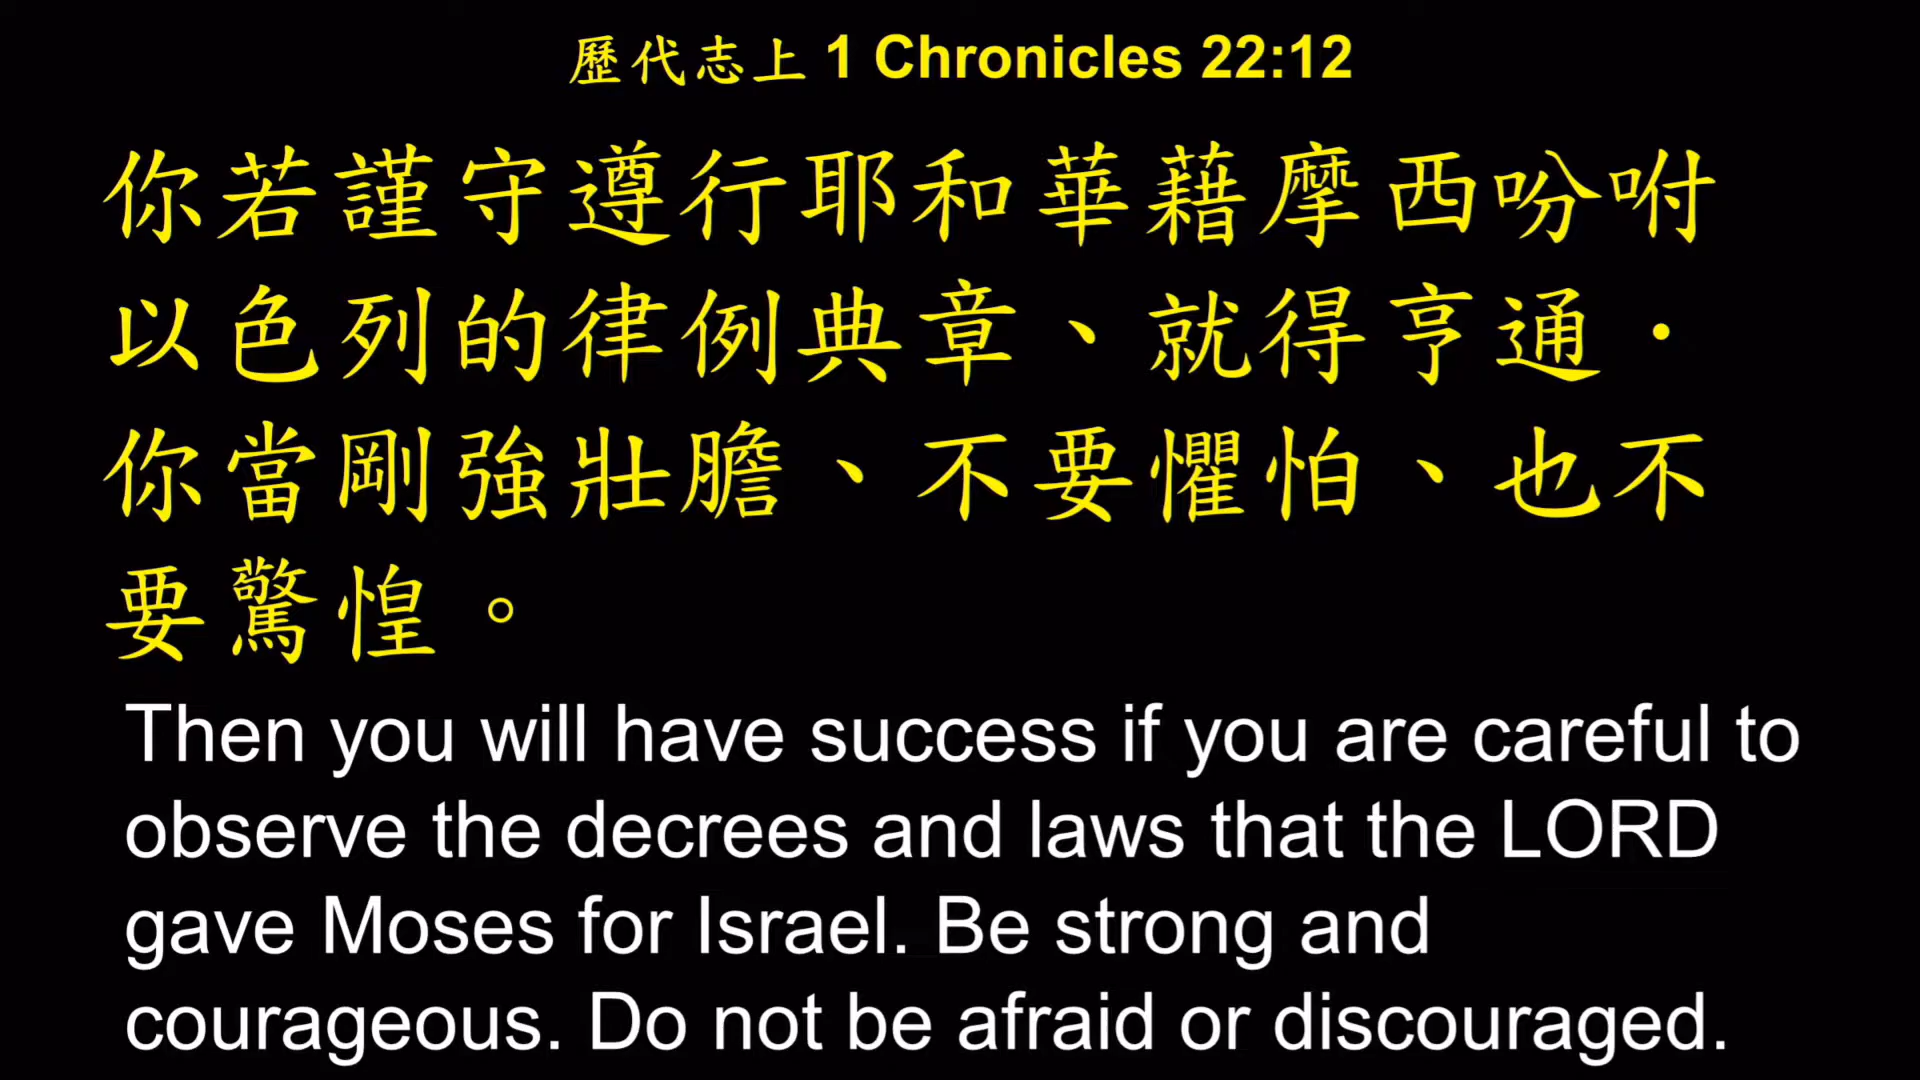 歷代志上 1 Chronicles 22:12
你若謹守遵行耶和華藉摩西吩咐
以色列的律例典章、就得亨通．
你當剛強壯膽、不要懼怕、也不
要驚惶。
Then you will have success if you are careful to
observe the decrees and laws that the LORD
gave Moses for Israel. Be strong and
courageous. Do not be afraid or discouraged.